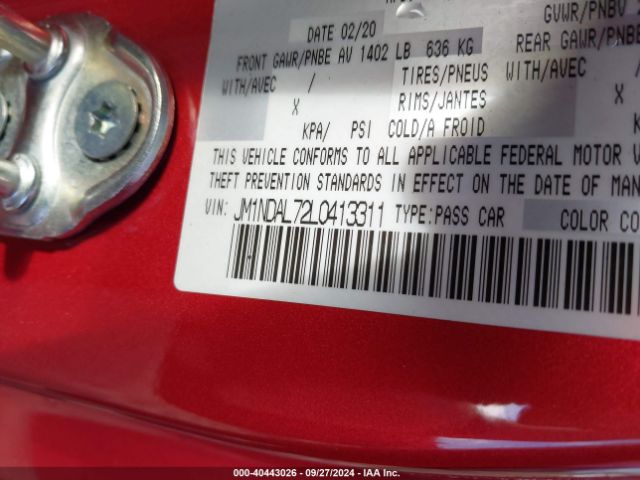 GVWR/PNBV
DATE 02/20
FRONT GAWR/PNBE AV 1402 LB 636 KG REAR GAWR/PNBE
WITH/AVEC / TIRES/PNEUS WITH/AVEC /
X RIMS/JANTES X
KPA/ PSI COLD/A FROID KPA/
THIS VEHICLE CONFORMS TO ALL APPLICABLE FEDERAL MOTOR
THEFT PREVENTION STANDARDS IN EFFECT ON THE DATE OF MAN
VIN: JM1NDAL72L0413311 TYPE:PASS CAR COLOR CO
000-40443026 - 09/27/2024 - IAA Inc.